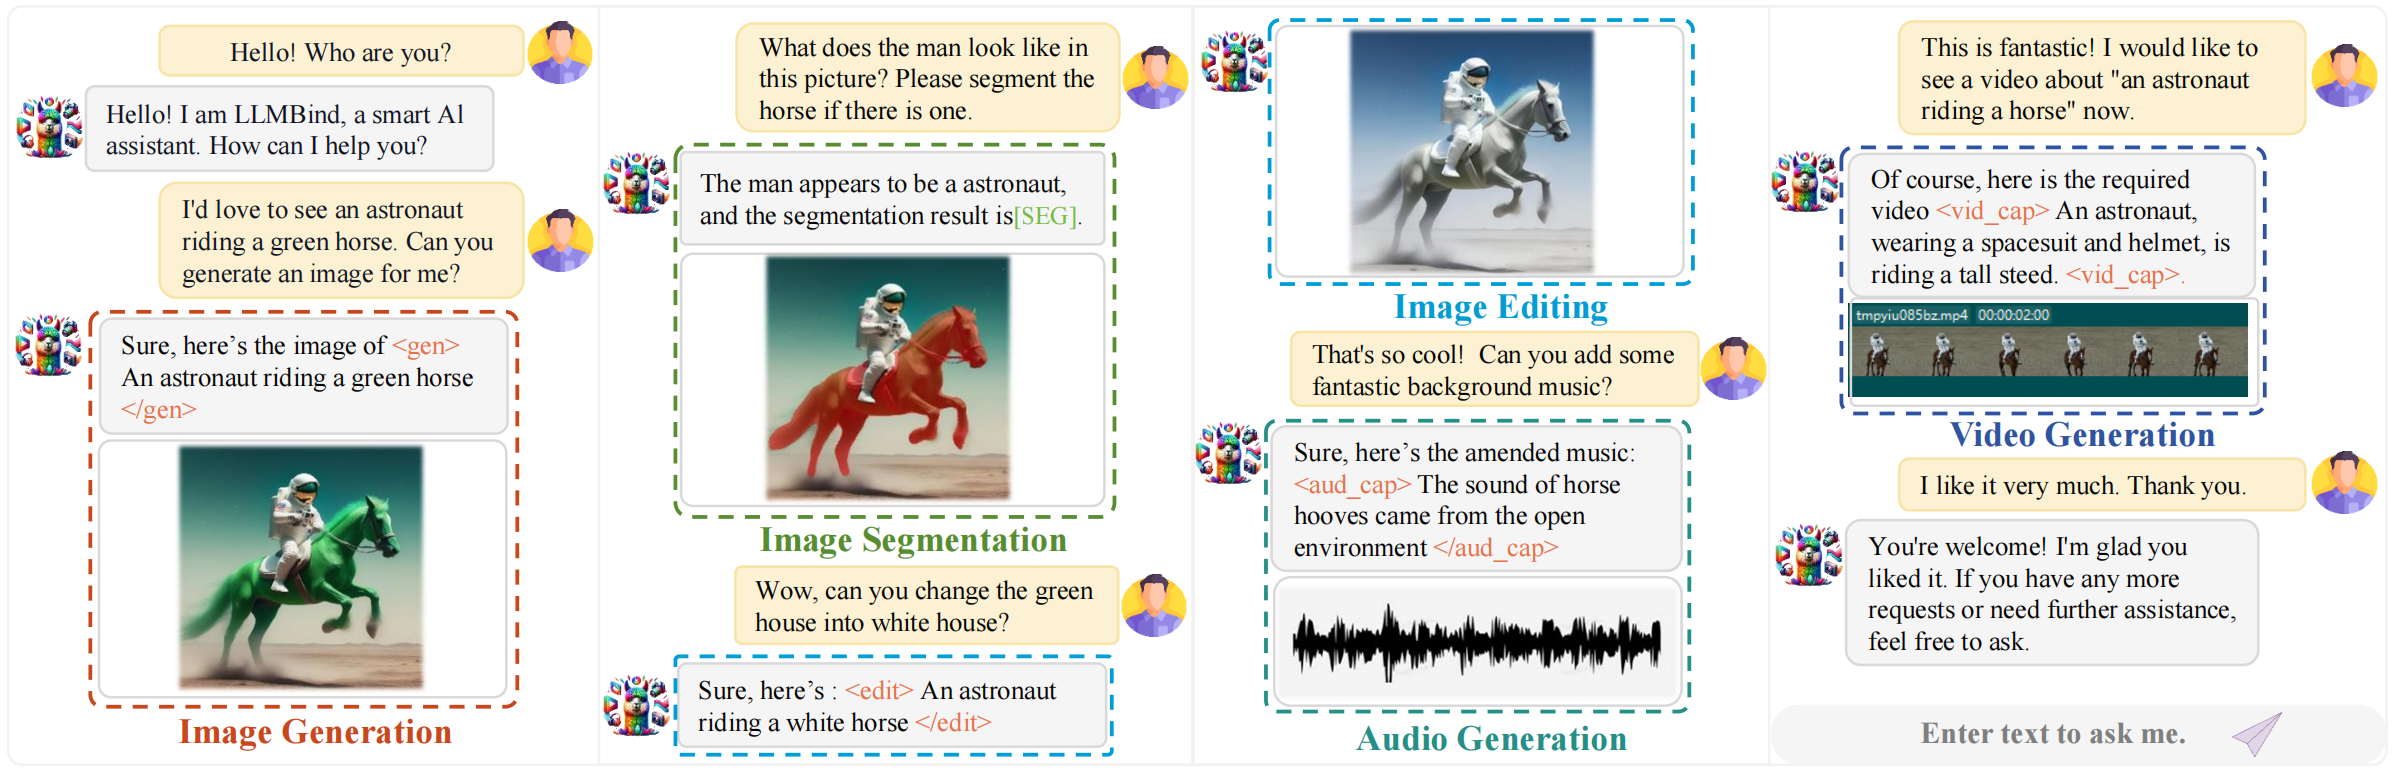 Hello! Who are you?
Hello! I am LLMBind, a smart AI
assistant. How can I help you?
I'd love to see an astronaut
riding a green horse. Can you
generate an image for me?
Sure, here’s the image of <gen>
An astronaut riding a green horse
</gen>
Image Generation
What does the man look like in
this picture? Please segment the
horse if there is one.
The man appears to be a astronaut,
and the segmentation result is[SEG].
Image Segmentation
Wow, can you change the green
house into white house?
Sure, here’s : <edit> An astronaut
riding a white horse </edit>
Image Editing
That's so cool!  Can you add some
fantastic background music?
Sure, here’s the amended music:
<aud_cap> The sound of horse
hooves came from the open
environment </aud_cap>
Audio Generation
This is fantastic! I would like to
see a video about "an astronaut
riding a horse" now.
Of course, here is the required
video <vid_cap> An astronaut,
wearing a spacesuit and helmet, is
riding a tall steed. <vid_cap>.
tmpyiu085bz.mp4 00:00:02:00
Video Generation
I like it very much. Thank you.
You're welcome! I'm glad you
liked it. If you have any more
requests or need further assistance,
feel free to ask.
Enter text to ask me.